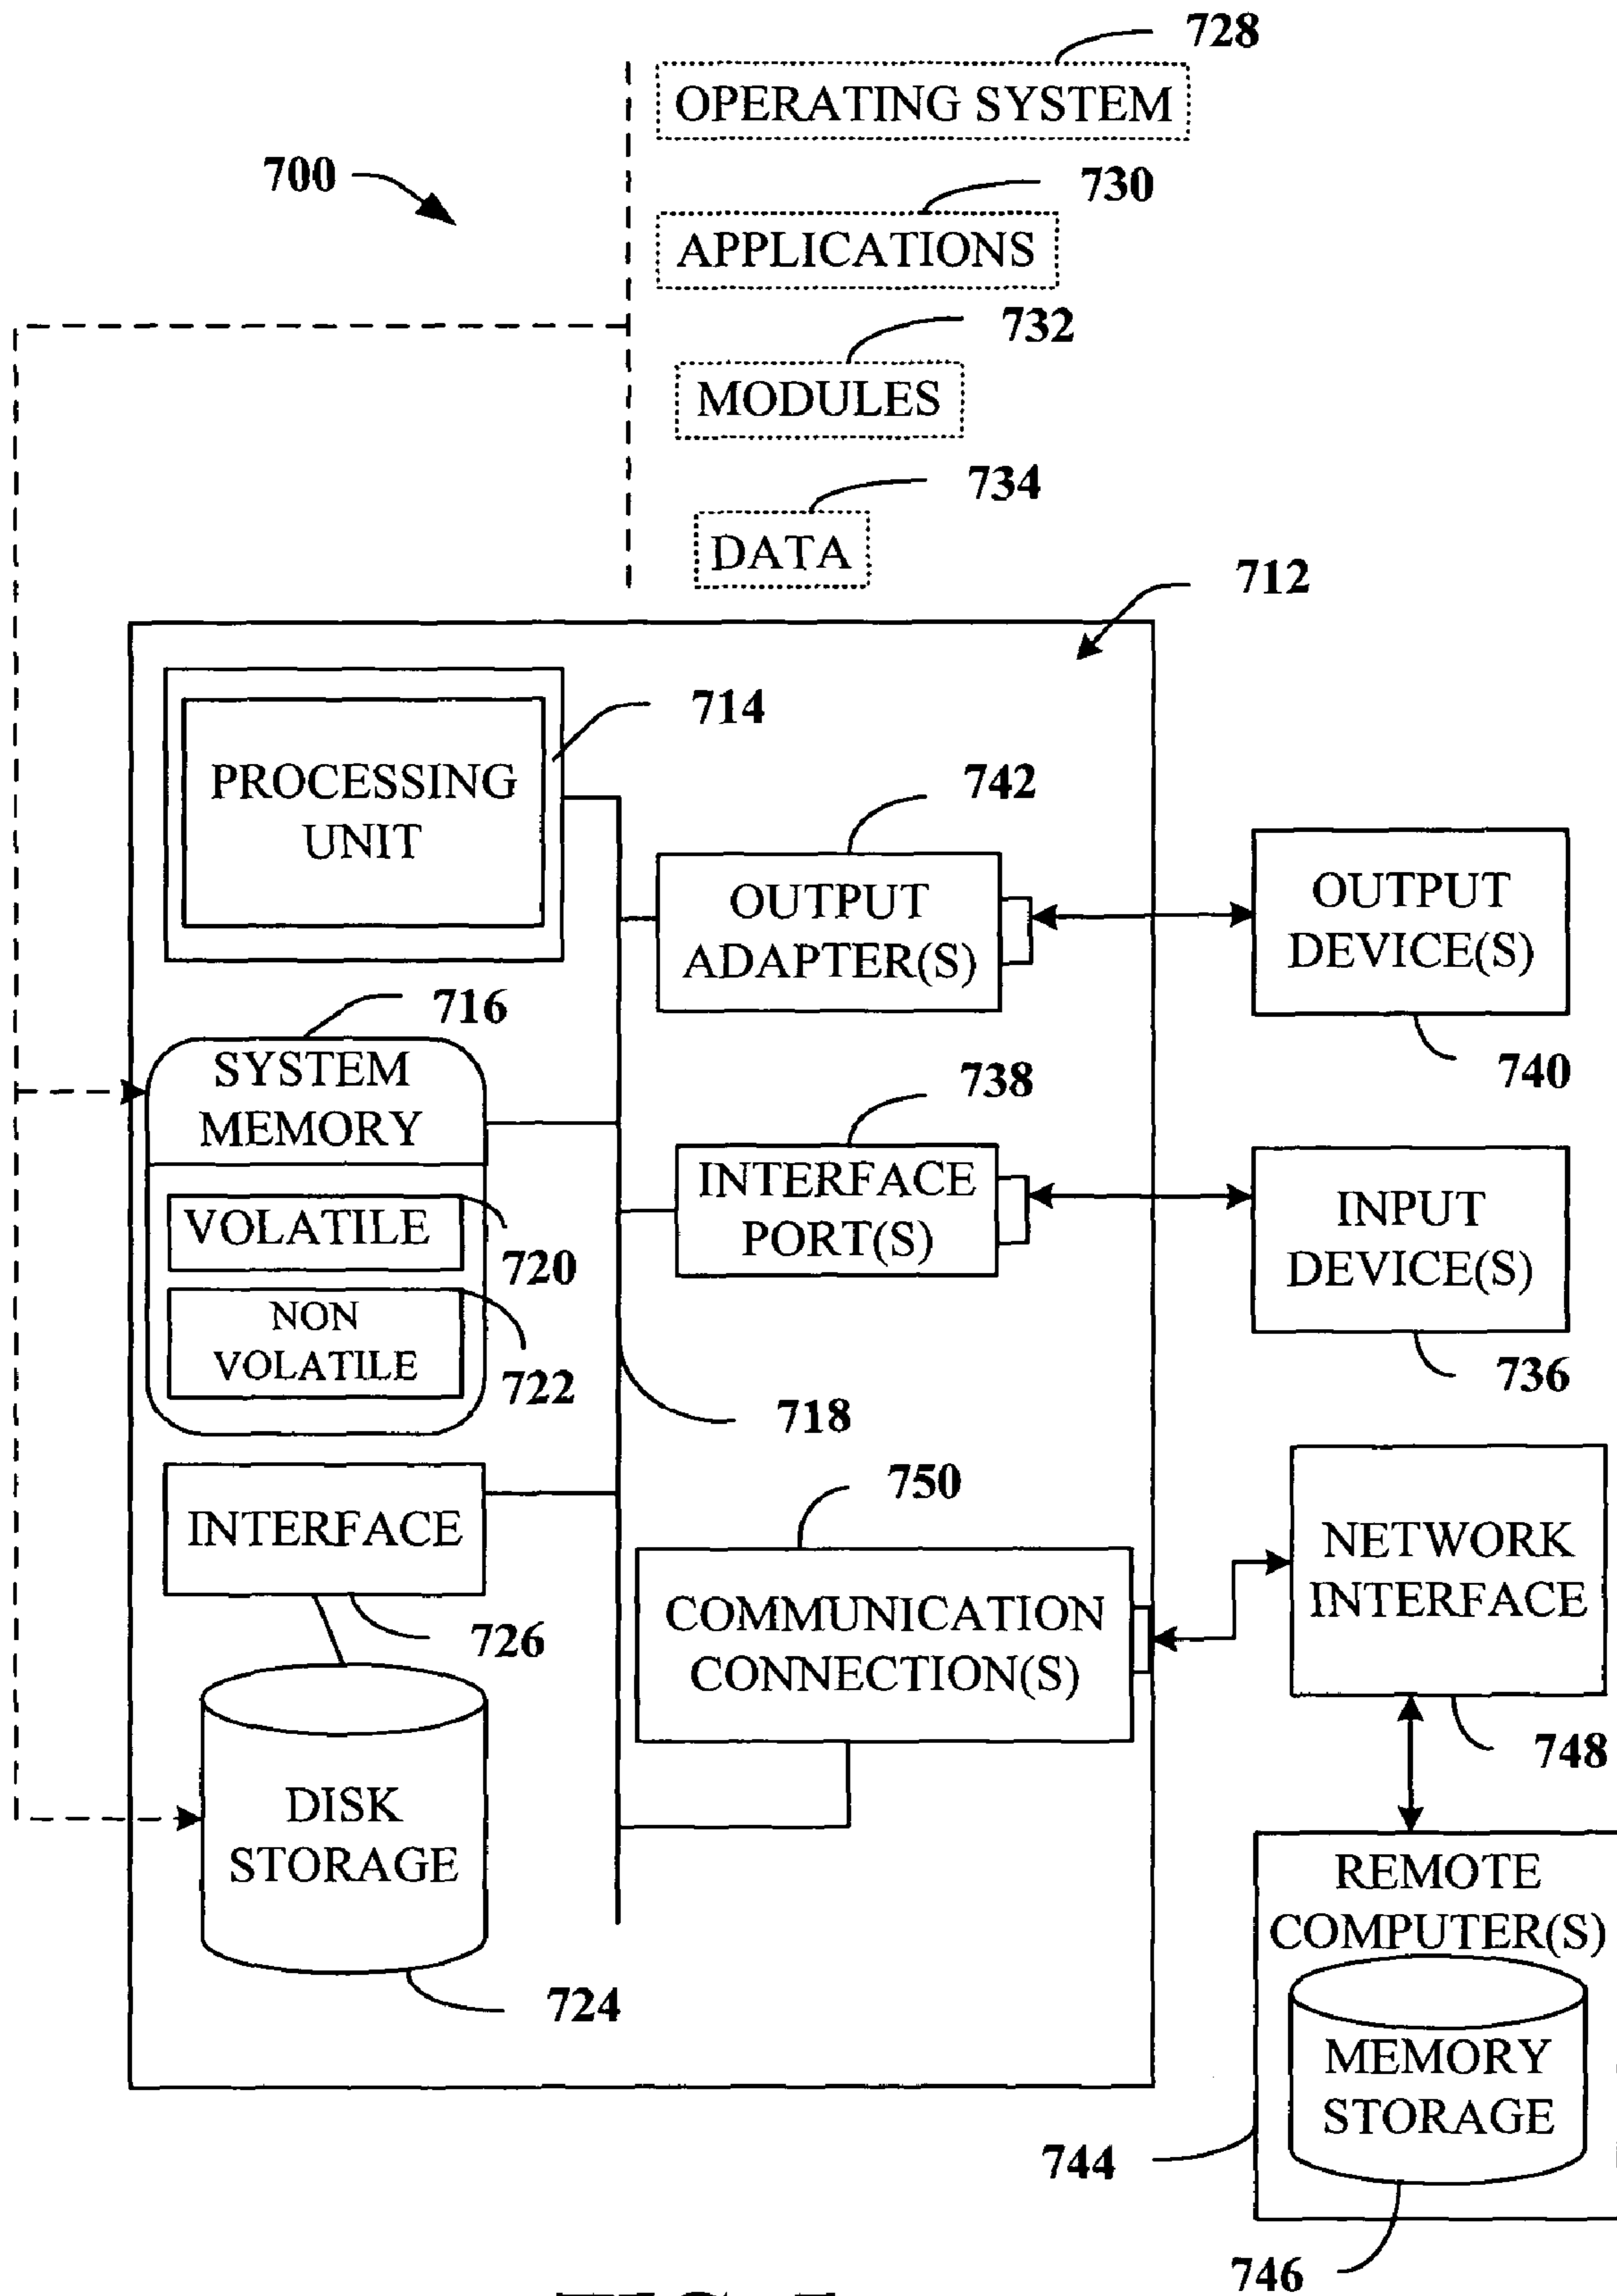 728
OPERATING SYSTEM
700
730
APPLICATIONS
732
MODULES
734
DATA
712
714
PROCESSING
UNIT
742
OUTPUT
ADAPTER(S)
OUTPUT
DEVICE(S)
740
716
SYSTEM
MEMORY
738
INTERFACE
PORT(S)
INPUT
DEVICE(S)
736
VOLATILE
720
NON
VOLATILE
722
718
INTERFACE
726
750
COMMUNICATION
CONNECTION(S)
NETWORK
INTERFACE
748
DISK
STORAGE
724
REMOTE
COMPUTER(S)
MEMORY
STORAGE
744
746